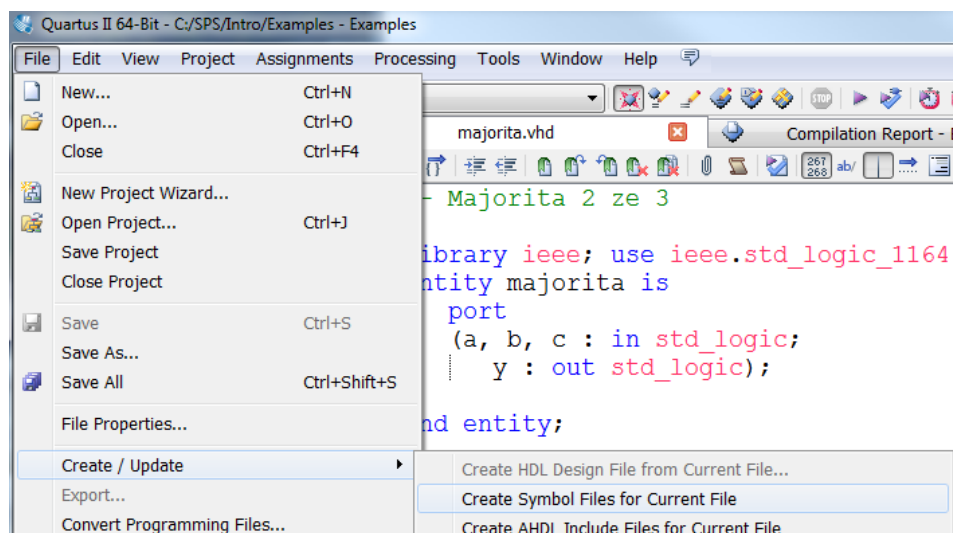 Quartus II 64-Bit - C:/SPS/Intro/Examples - Examples
File Edit View Project Assignments Processing Tools Window Help
New... Ctrl+N
Open... Ctrl+O
Close Ctrl+F4
New Project Wizard...
Open Project... Ctrl+J
Save Project
Close Project
Save Ctrl+S
Save As...
Save All Ctrl+Shift+S
File Properties...
Create / Update
Export...
Convert Programming Files...
STOP
majorita.vhd Compilation Report -
267
268 ab/
- Majorita 2 ze 3
ibrary ieee; use ieee.std_logic_1164
ntity majorita is
port
(a, b, c : in std_logic;
y : out std_logic);
nd entity;
Create HDL Design File from Current File...
Create Symbol Files for Current File
Create AHDL Include Files for Current File